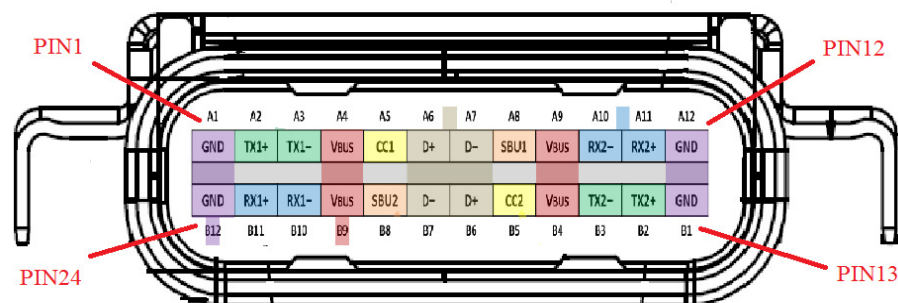 PIN1 PIN12
A1 A2 A3 A4 A5 A6 A7 A8 A9 A10 A11 A12
GND TX1+ TX1− VBUS CC1 D+ D− SBU1 VBUS RX2− RX2+ GND
GND RX1+ RX1− VBUS SBU2 D− D+ CC2 VBUS TX2− TX2+ GND
B12 B11 B10 B9 B8 B7 B6 B5 B4 B3 B2 B1
PIN24 PIN13